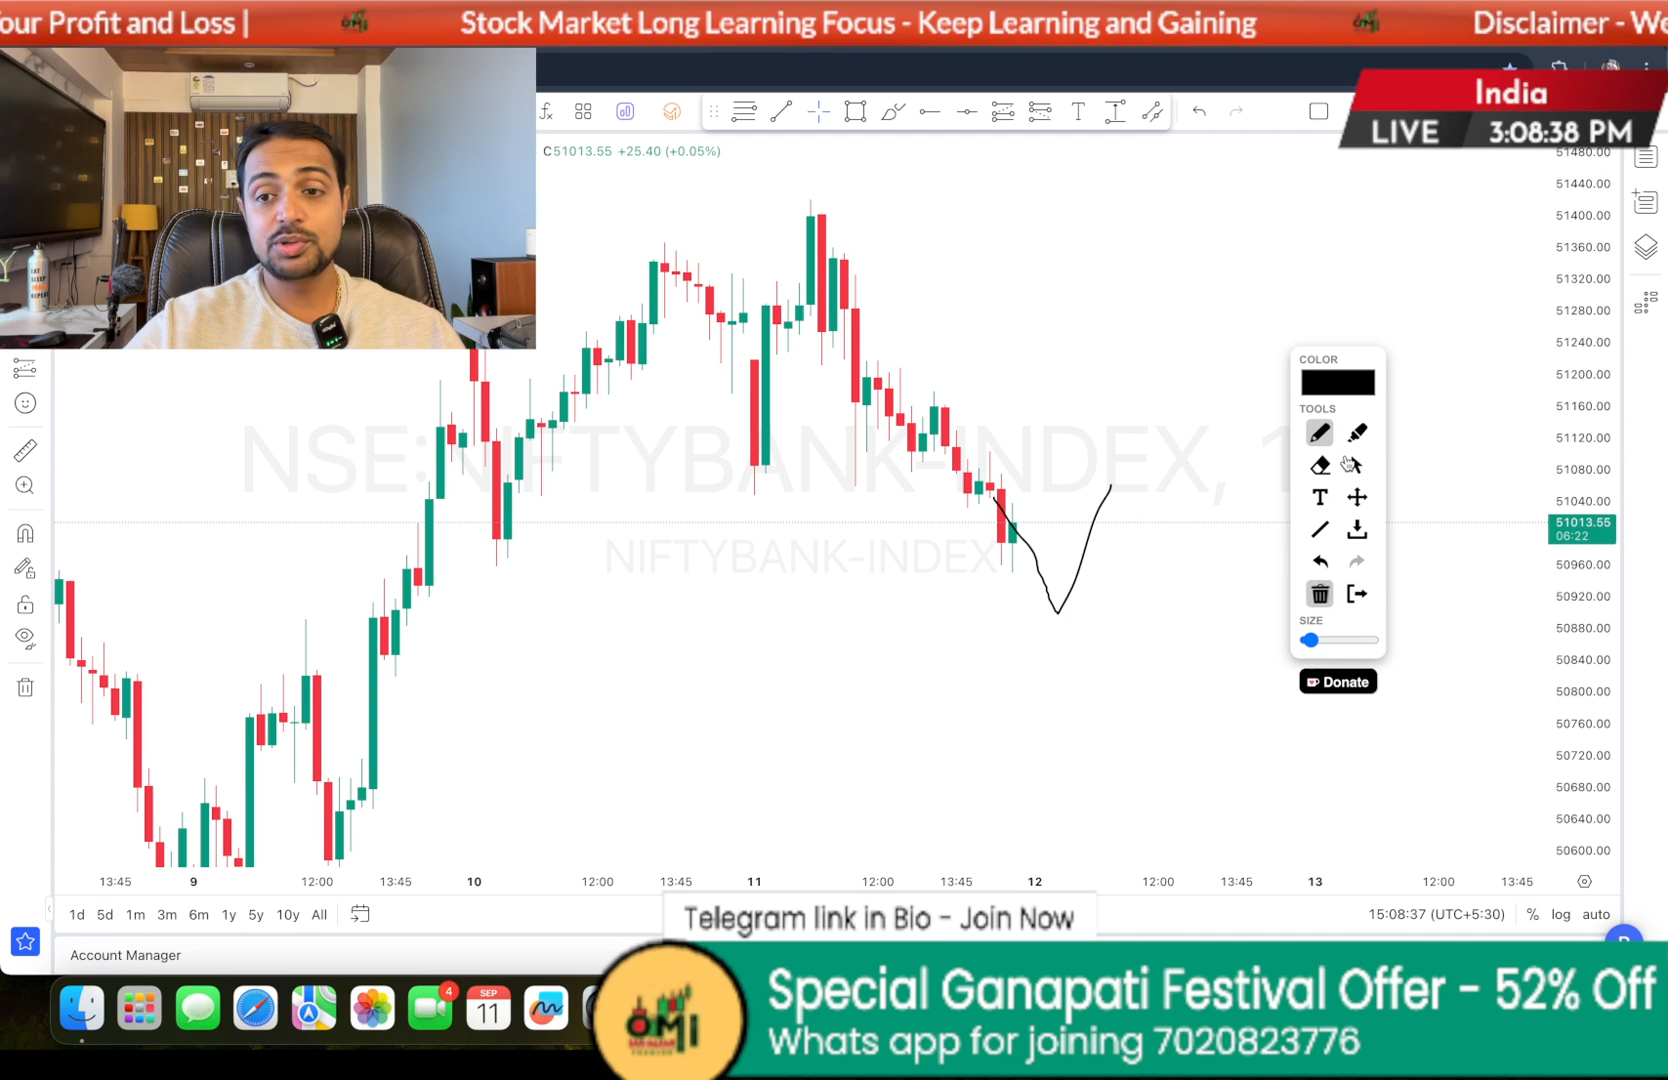 our Profit and Loss |
Stock Market Long Learning Focus - Keep Learning and Gaining
Disclaimer - We
India
LIVE 3:08:38 PM
C51013.55 +25.40 (+0.05%)
51480.00
51440.00
51400.00
51360.00
51320.00
51280.00
51240.00
51200.00
51160.00
51120.00
51080.00
51040.00
51013.55
06:22
50960.00
50920.00
50880.00
50840.00
50800.00
50760.00
50720.00
50680.00
50640.00
50600.00
EAT
SLEEP
REPEAT
NSE:NIFTYBANK-INDEX, 1
NIFTYBANK-INDEX
COLOR
TOOLS
T
SIZE
Donate
13:45 9 12:00 13:45 10 12:00 13:45 11 12:00 13:45 12 12:00 13:45 13 12:00 13:45
1d 5d 1m 3m 6m 1y 5y 10y All
15:08:37 (UTC+5:30) % log auto
Telegram link in Bio - Join Now
Account Manager
4
SEP
11
OMI
Special Ganapati Festival Offer - 52% Off
Whats app for joining 7020823776